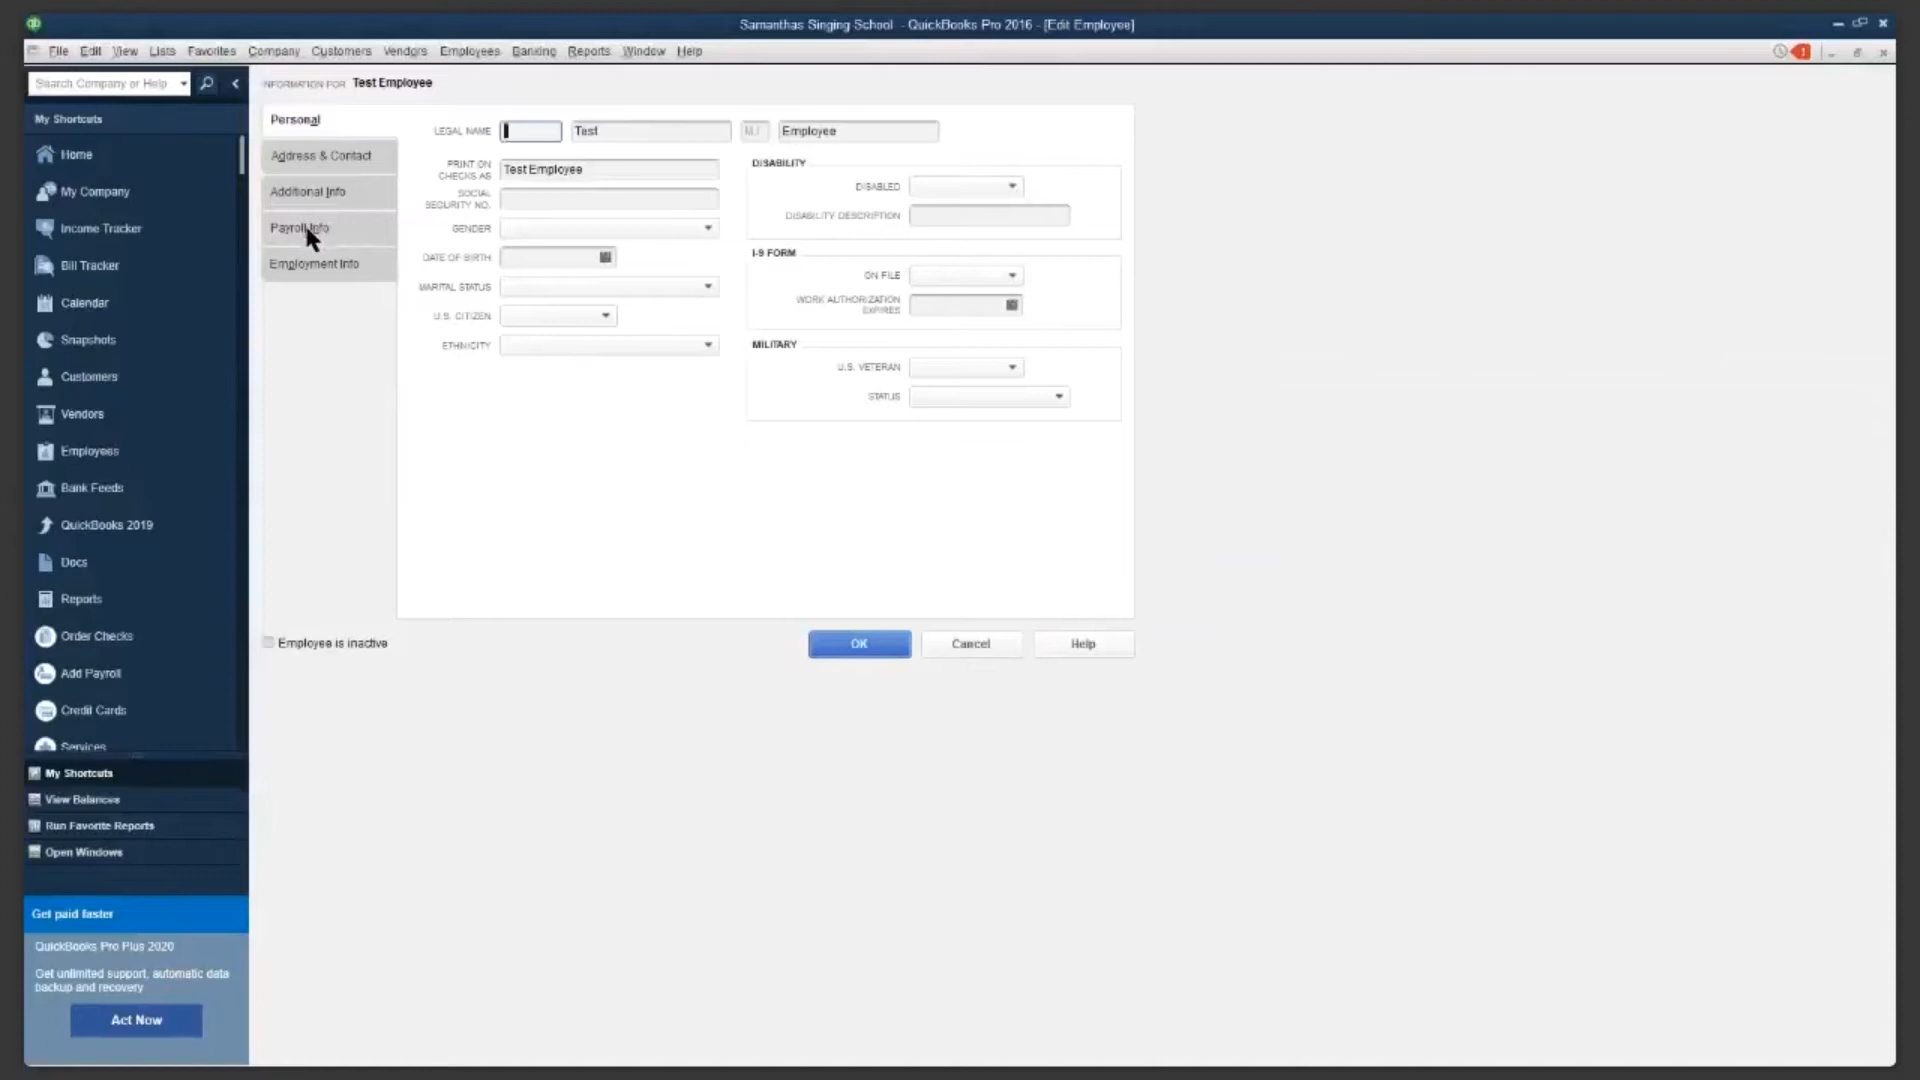 qb
Samanthas Singing School - QuickBooks Pro 2016 - [Edit Employee]
File Edit View Lists Favorites Company Customers Vendors Employees Banking Reports Window Help
Search Company or Help
INFORMATION FOR Test Employee
My Shortcuts
Home
My Company
Income Tracker
Bill Tracker
Calendar
Snapshots
Customers
Vendors
Employees
Bank Feeds
QuickBooks 2019
Docs
Reports
Order Checks
Add Payroll
Credit Cards
Services
My Shortcuts
View Balances
Run Favorite Reports
Open Windows
Get paid faster
QuickBooks Pro Plus 2020
Get unlimited support, automatic data
backup and recovery
Act Now
Personal
Address & Contact
Additional Info
Payroll Info
Employment Info
LEGAL NAME Test M.I. Employee
PRINT ON
CHECKS AS Test Employee
SOCIAL
SECURITY NO.
GENDER
DATE OF BIRTH
MARITAL STATUS
U.S. CITIZEN
ETHNICITY
DISABILITY
DISABLED
DISABILITY DESCRIPTION
I-9 FORM
ON FILE
WORK AUTHORIZATION
EXPIRES
MILITARY
U.S. VETERAN
STATUS
Employee is inactive
OK Cancel Help